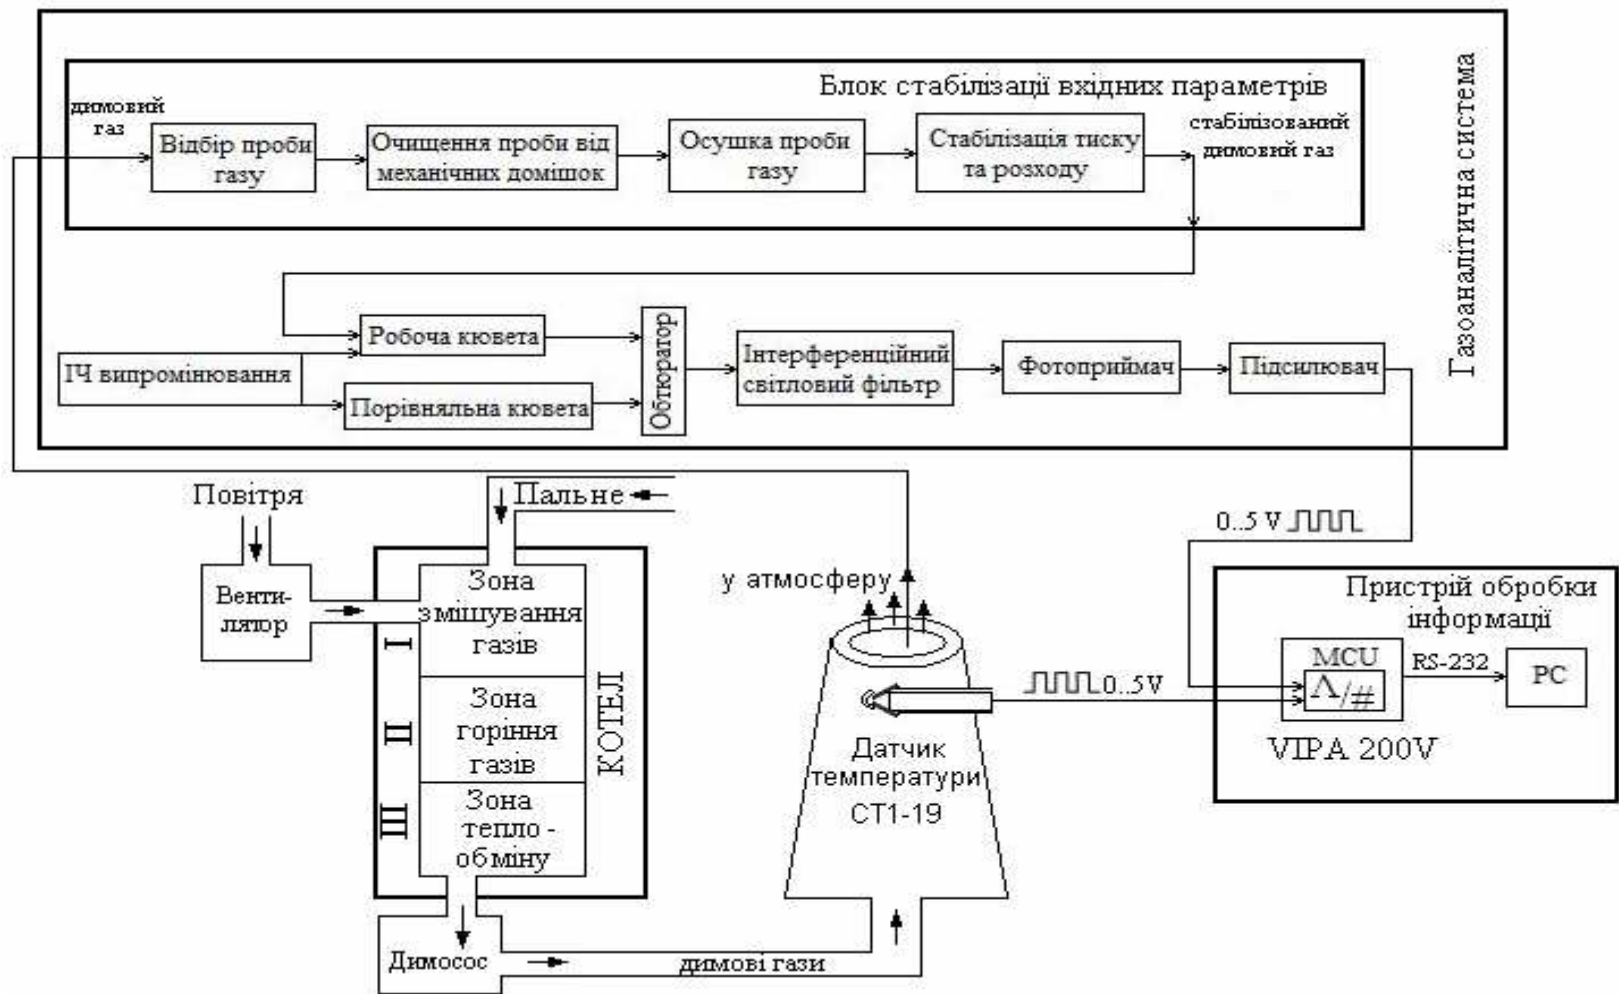 Блок стабілізації вхідних параметрів
димовий
газ
Відбір проби
газу
Очищення проби від
механічних домішок
Осушка проби
газу
Стабілізація тиску
та розходу
стабілізований
димовий газ
Газоаналітична система
ІЧ випромінювання
Робоча кювета
Порівняльна кювета
Обтюратор
Інтерференційний
світловий фільтр
Фотоприймач
Підсилювач
Повітря
Пальне
0..5 V
Венти-
лятор
Зона
змішування
газів
I
Зона
горіння
газів
II
Зона
тепло -
обміну
III
КОТЕЛ
Димосос
димові гази
у атмосферу
Датчик
температури
СТ1-19
0..5V
Пристрій обробки
інформації
MCU
Λ/#
RS-232
PC
VIPA 200V